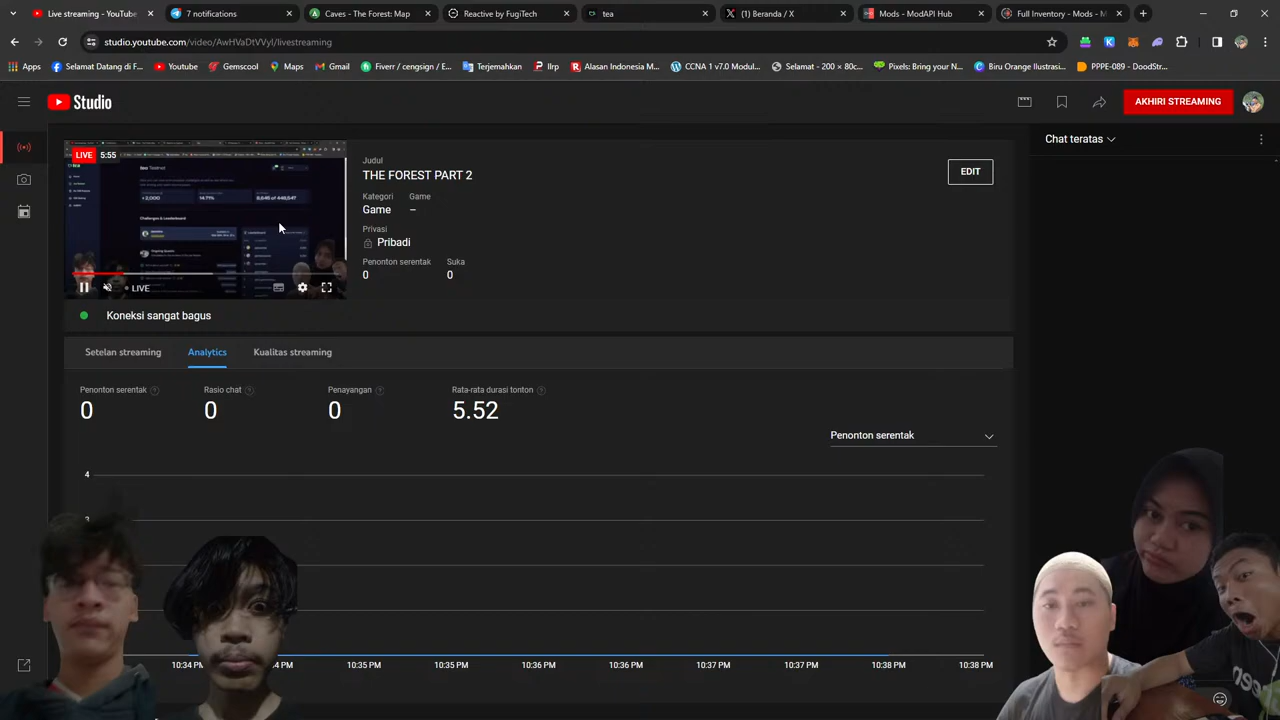 Live streaming - YouTube
7 notifications
Caves - The Forest: Map
Reactive by FugiTech
tea
(1) Beranda / X
Mods - ModAPI Hub
Full Inventory - Mods - M
studio.youtube.com/video/AwHVaDtVVyI/livestreaming
Apps
Selamat Datang di F...
Youtube
Gemscool
Maps
Gmail
Fiverr / cengsign / E...
Terjemahkan
llrp
Alasan Indonesia M...
CCNA 1 v7.0 Modul...
Selamat - 200 × 80c...
Pixels: Bring your N...
Biru Orange Ilustrasi...
PPPE-089 - DoodStr...
Studio
AKHIRI STREAMING
LIVE 5:55
LIVE
Judul
THE FOREST PART 2
EDIT
Kategori Game
Game –
Privasi
Pribadi
Penonton serentak Suka
0 0
Chat teratas
Koneksi sangat bagus
Setelan streaming Analytics Kualitas streaming
Penonton serentak Rasio chat Penayangan Rata-rata durasi tonton
0 0 0 5.52
Penonton serentak
4
10:34 PM 10:35 PM 10:35 PM 10:36 PM 10:36 PM 10:37 PM 10:37 PM 10:38 PM 10:38 PM